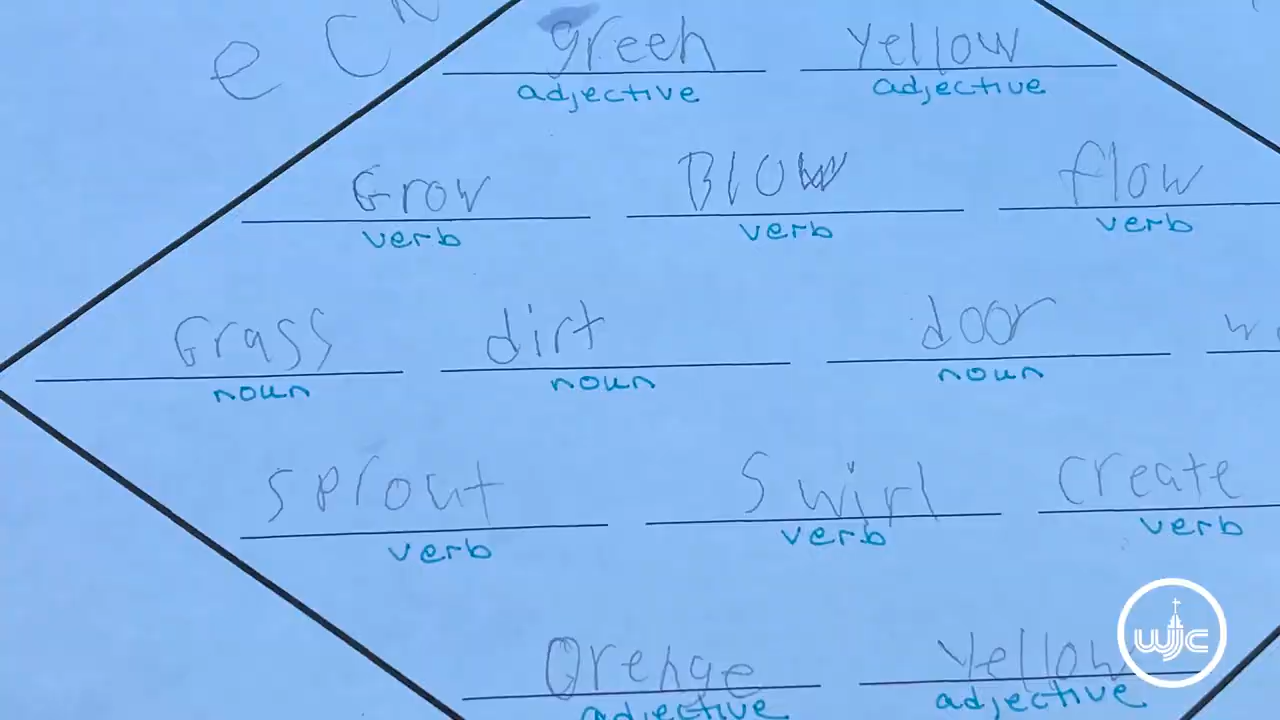 e C
green yellow
adjective adjective
Grow Blow flow
verb verb verb
Grass dirt door
noun noun noun
Sprout Swirl create
verb verb verb
Orenge Yellow
adjective adjective
wjc